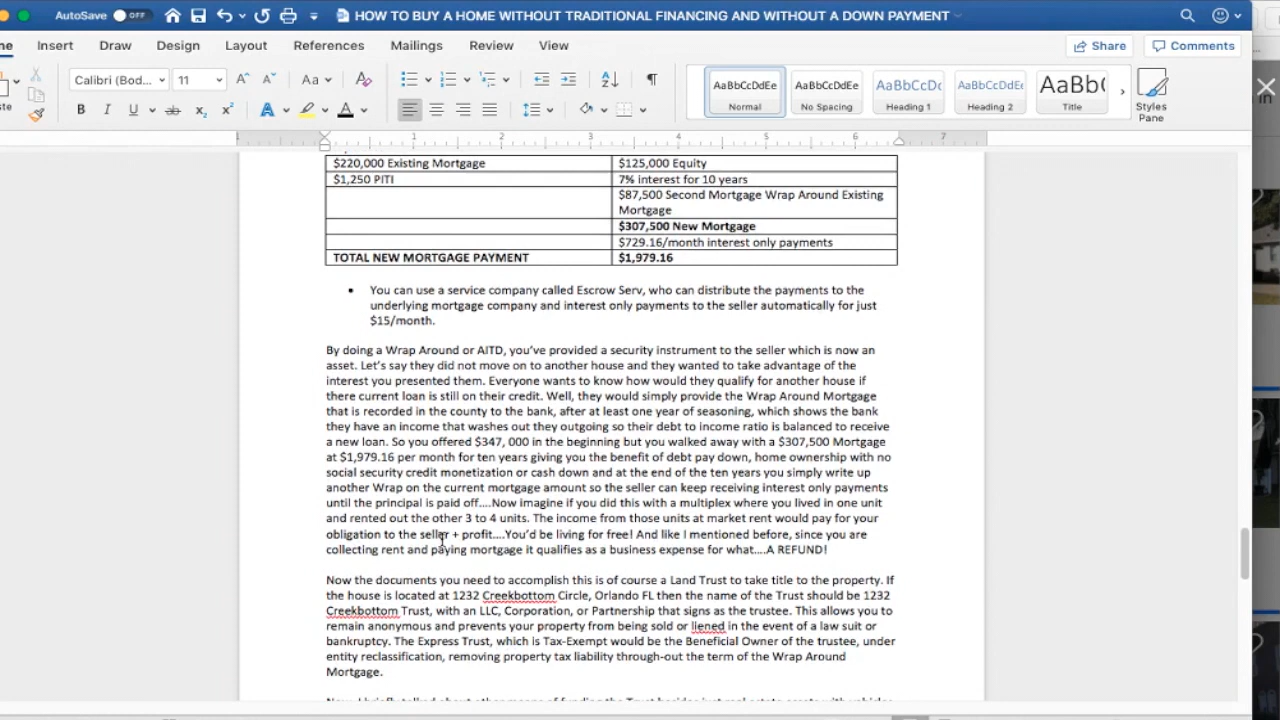 AutoSave OFF
HOW TO BUY A HOME WITHOUT TRADITIONAL FINANCING AND WITHOUT A DOWN PAYMENT
Insert Draw Design Layout References Mailings Review View
Share Comments
Calibri (Bod... 11
AaBbCcDdEe AaBbCcDdEe AaBbCcDc AaBbCcDdEe AaBb(
Normal No Spacing Heading 1 Heading 2 Title
Styles
Pane
1 1 2 3 4 5 6 7
$220,000 Existing Mortgage $125,000 Equity
$1,250 PITI 7% interest for 10 years
$87,500 Second Mortgage Wrap Around Existing
Mortgage
$307,500 New Mortgage
$729.16/month interest only payments
TOTAL NEW MORTGAGE PAYMENT $1,979.16
• You can use a service company called Escrow Serv, who can distribute the payments to the
underlying mortgage company and interest only payments to the seller automatically for just
$15/month.
By doing a Wrap Around or AITD, you've provided a security instrument to the seller which is now an
asset. Let's say they did not move on to another house and they wanted to take advantage of the
interest you presented them. Everyone wants to know how would they qualify for another house if
there current loan is still on their credit. Well, they would simply provide the Wrap Around Mortgage
that is recorded in the county to the bank, after at least one year of seasoning, which shows the bank
they have an income that washes out they outgoing so their debt to income ratio is balanced to receive
a new loan. So you offered $347, 000 in the beginning but you walked away with a $307,500 Mortgage
at $1,979.16 per month for ten years giving you the benefit of debt pay down, home ownership with no
social security credit monetization or cash down and at the end of the ten years you simply write up
another Wrap on the current mortgage amount so the seller can keep receiving interest only payments
until the principal is paid off....Now imagine if you did this with a multiplex where you lived in one unit
and rented out the other 3 to 4 units. The income from those units at market rent would pay for your
obligation to the seller + profit....You'd be living for free! And like I mentioned before, since you are
collecting rent and paying mortgage it qualifies as a business expense for what....A REFUND!
Now the documents you need to accomplish this is of course a Land Trust to take title to the property. If
the house is located at 1232 Creekbottom Circle, Orlando FL then the name of the Trust should be 1232
Creekbottom Trust, with an LLC, Corporation, or Partnership that signs as the trustee. This allows you to
remain anonymous and prevents your property from being sold or liened in the event of a law suit or
bankruptcy. The Express Trust, which is Tax-Exempt would be the Beneficial Owner of the trustee, under
entity reclassification, removing property tax liability through-out the term of the Wrap Around
Mortgage.